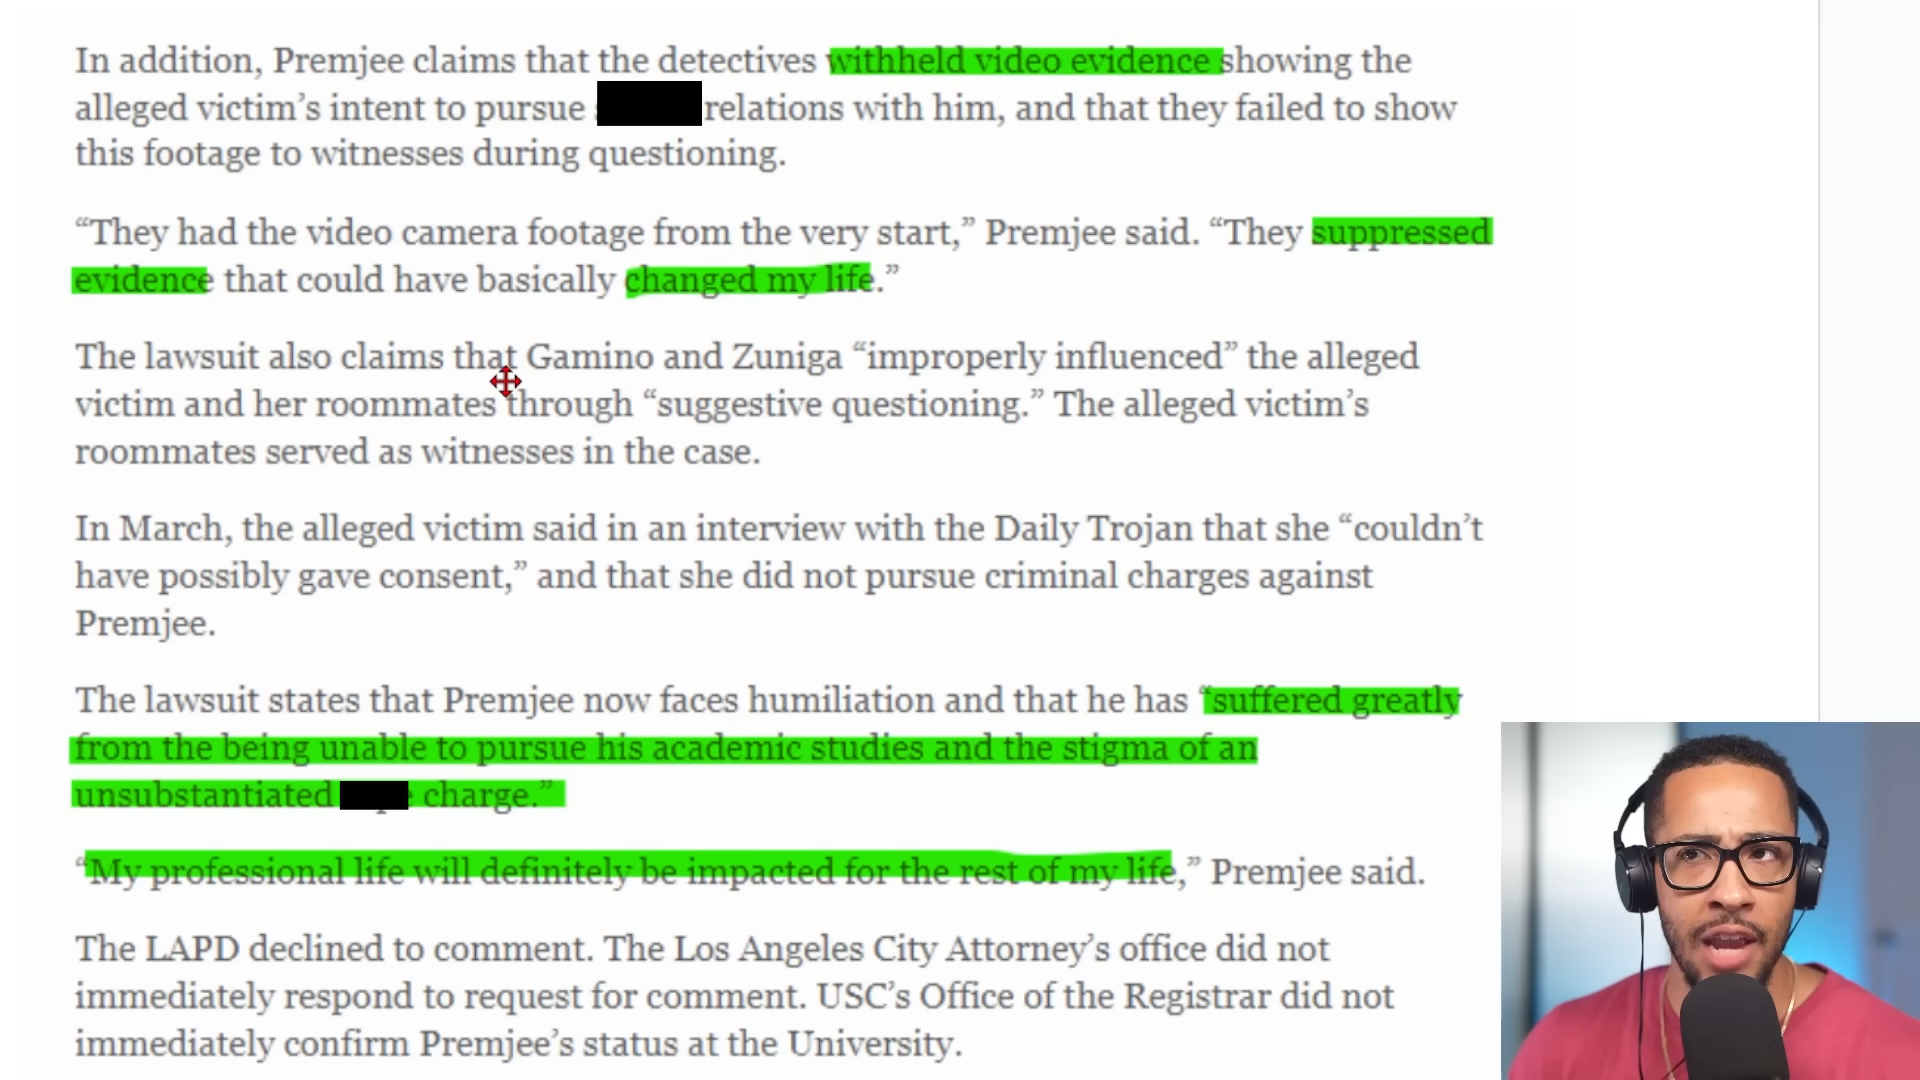 In addition, Premjee claims that the detectives withheld video evidence showing the
alleged victim’s intent to pursue relations with him, and that they failed to show
this footage to witnesses during questioning.
“They had the video camera footage from the very start,” Premjee said. “They suppressed
evidence that could have basically changed my life.”
The lawsuit also claims that Gamino and Zuniga “improperly influenced” the alleged
victim and her roommates through “suggestive questioning.” The alleged victim’s
roommates served as witnesses in the case.
In March, the alleged victim said in an interview with the Daily Trojan that she “couldn’t
have possibly gave consent,” and that she did not pursue criminal charges against
Premjee.
The lawsuit states that Premjee now faces humiliation and that he has “suffered greatly
from the being unable to pursue his academic studies and the stigma of an
unsubstantiated charge.”
“My professional life will definitely be impacted for the rest of my life,” Premjee said.
The LAPD declined to comment. The Los Angeles City Attorney’s office did not
immediately respond to request for comment. USC’s Office of the Registrar did not
immediately confirm Premjee’s status at the University.